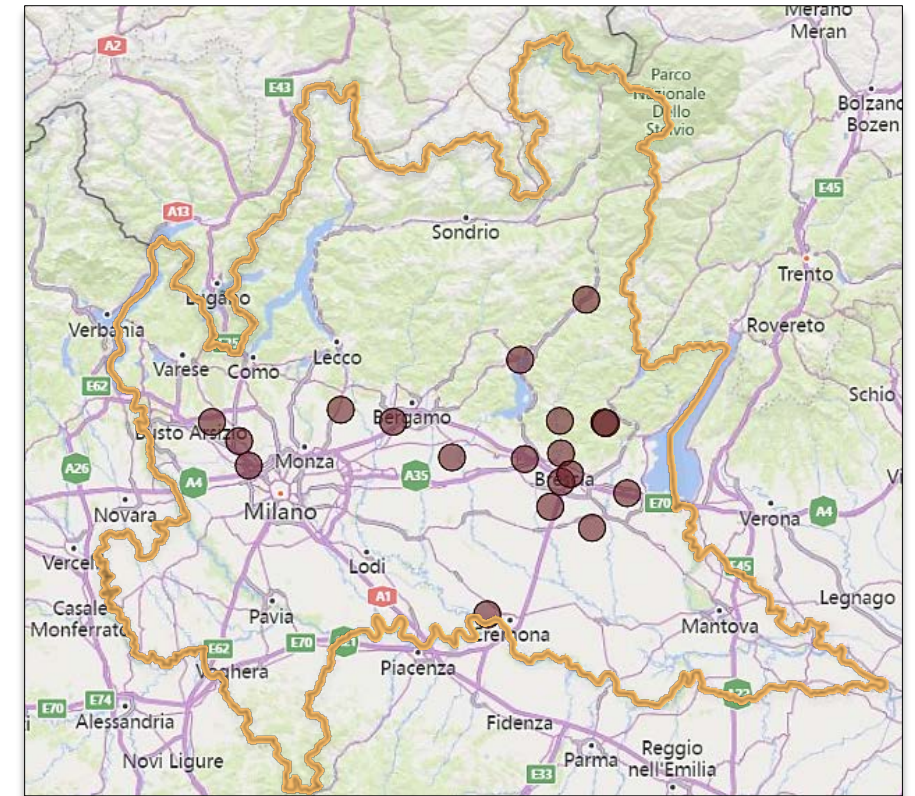 Merano
Meran
A2
E43
Parco
Nazionale
Dello
Stelvio
Bolzano
Bozen
E45
A13
Sondrio
Lugano
Trento
Verbania
Rovereto
Varese
Como
Lecco
E62
Schio
Bergamo
Busto Arsizio
Monza
A26
A4
A35
Brescia
Novara
Milano
E70
Verona
A4
Vercel
Lodi
E45
Casale
Monferrato
A1
Legnago
Pavia
Cremona
Mantova
E62
E70
A21
Voghera
Piacenza
A22
E70
E74
Alessandria
Fidenza
Novi Ligure
Parma
Reggio
nell'Emilia
E33